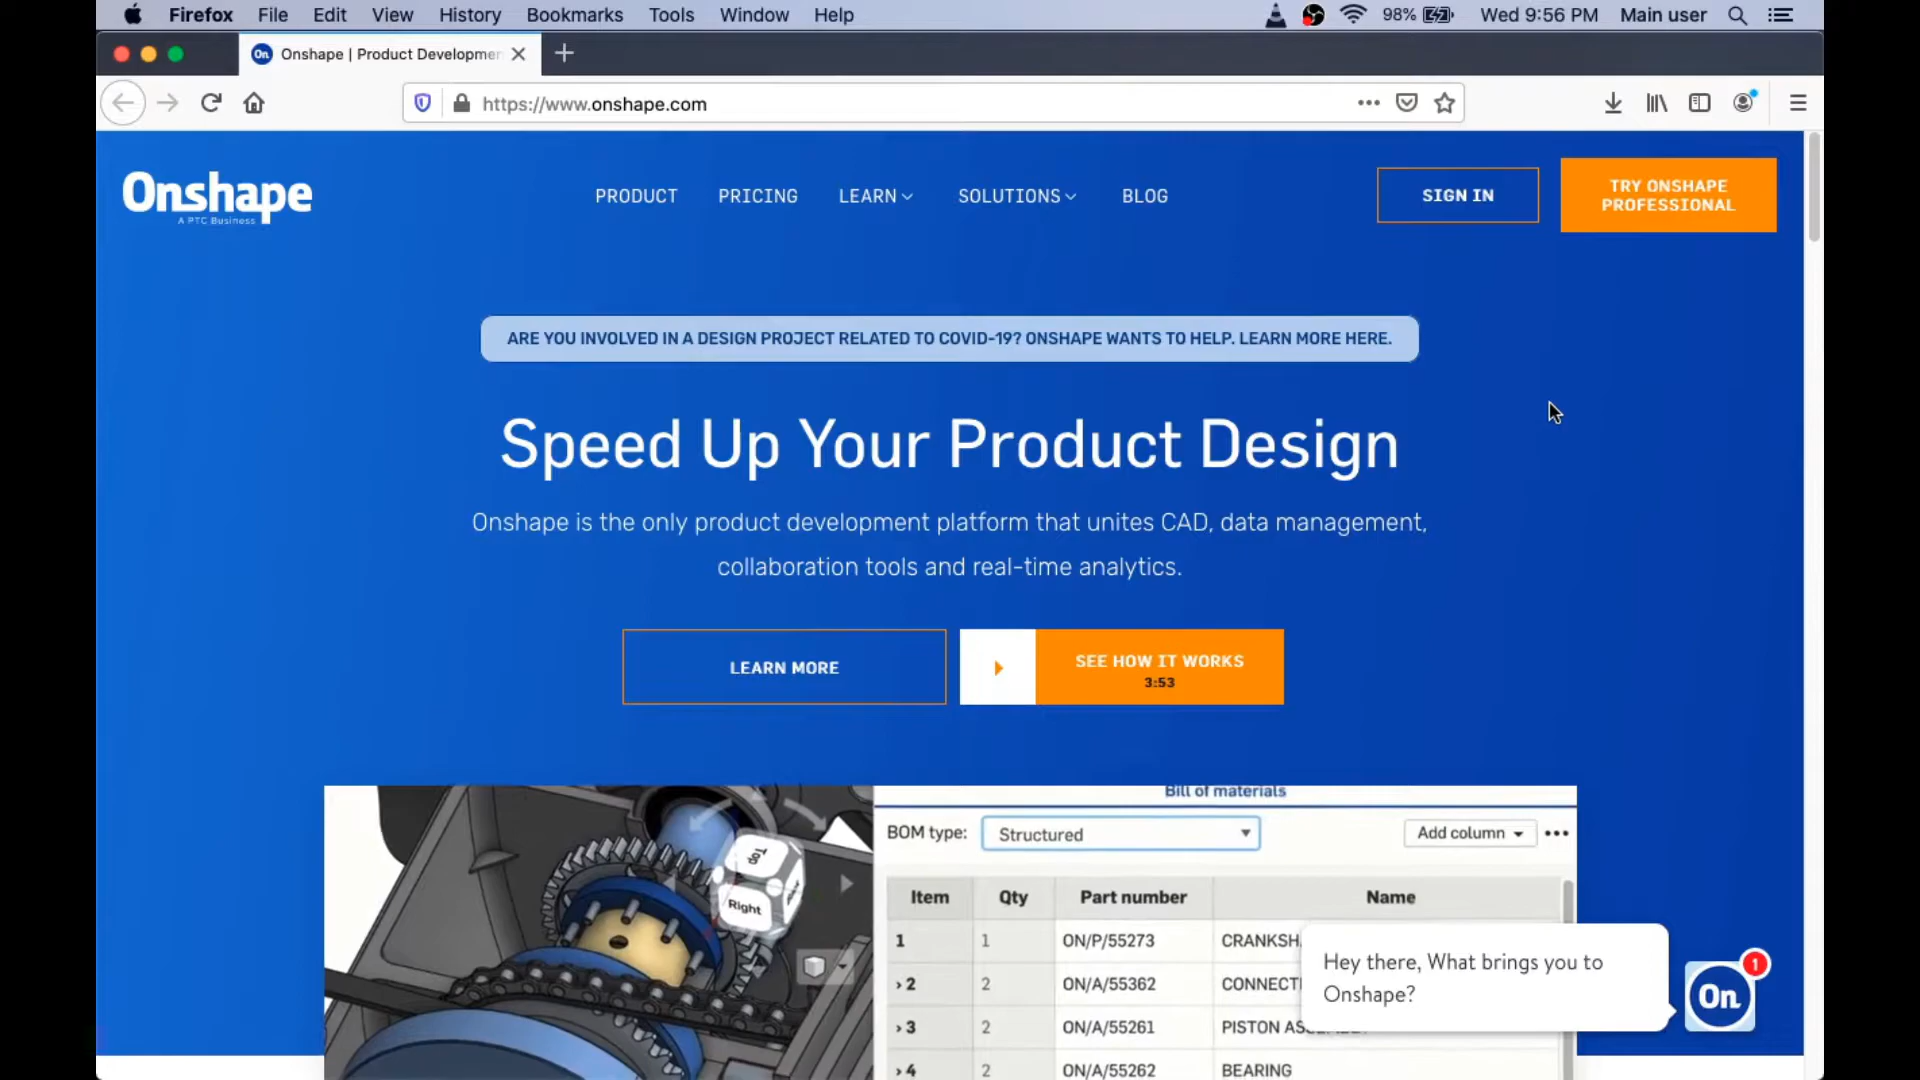 Firefox File Edit View History Bookmarks Tools Window Help 98% Wed 9:56 PM Main user
On Onshape | Product Developmen
https://www.onshape.com
Onshape
A PTC Business
PRODUCT PRICING LEARN SOLUTIONS BLOG
SIGN IN
TRY ONSHAPE
PROFESSIONAL
ARE YOU INVOLVED IN A DESIGN PROJECT RELATED TO COVID-19? ONSHAPE WANTS TO HELP. LEARN MORE HERE.
Speed Up Your Product Design
Onshape is the only product development platform that unites CAD, data management,
collaboration tools and real-time analytics.
LEARN MORE
SEE HOW IT WORKS
3:53
Top
Right
Bill of materials
BOM type: Structured Add column
Item Qty Part number Name
1 1 ON/P/55273 CRANKSH
2 2 ON/A/55362 CONNECT
3 2 ON/A/55261 PISTON
4 2 ON/A/55262 BEARING
Hey there, What brings you to
Onshape?
On
1